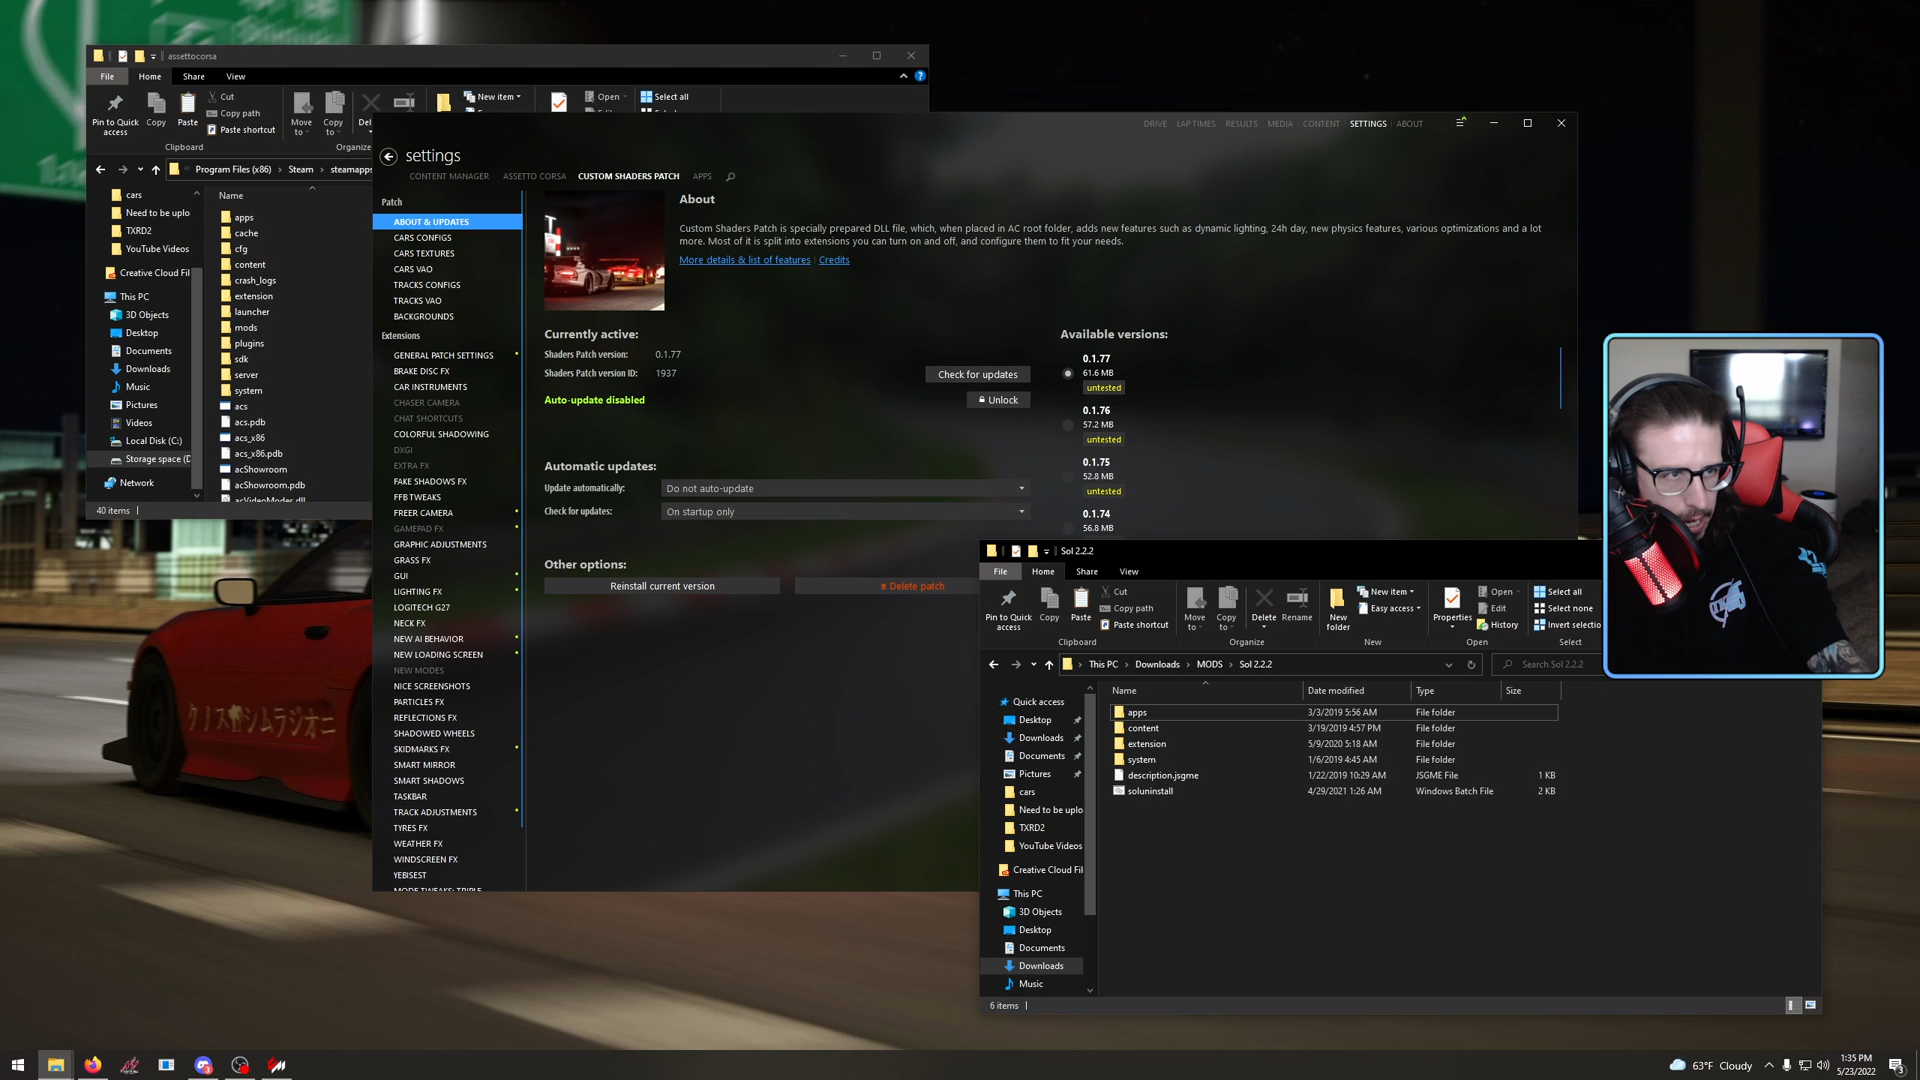 assettocorsa
File Home Share View
Pin to Quick access
Copy
Paste
Cut
Copy path
Paste shortcut
Move to
Copy to
New item
Open
Select all
Clipboard
Organize
Program Files (x86) Steam steamapps
cars
Need to be uplo
TXRD2
YouTube Videos
Creative Cloud Fil
This PC
3D Objects
Desktop
Documents
Downloads
Music
Pictures
Videos
Local Disk (C:)
Storage space (D
Network
Name
apps
cache
cfg
content
crash_logs
extension
launcher
mods
plugins
sdk
server
system
acs
acs.pdb
acs_x86
acs_x86.pdb
acShowroom
acShowroom.pdb
acVideoModes.dll
40 items
DRIVE LAP TIMES RESULTS MEDIA CONTENT SETTINGS ABOUT
settings
CONTENT MANAGER ASSETTO CORSA CUSTOM SHADERS PATCH APPS
Patch
ABOUT & UPDATES
CARS CONFIGS
CARS TEXTURES
CARS VAO
TRACKS CONFIGS
TRACKS VAO
BACKGROUNDS
Extensions
GENERAL PATCH SETTINGS
BRAKE DISC FX
CAR INSTRUMENTS
CHASER CAMERA
CHAT SHORTCUTS
COLORFUL SHADOWING
DXGI
EXTRA FX
FAKE SHADOWS FX
FFB TWEAKS
FREER CAMERA
GAMEPAD FX
GRAPHIC ADJUSTMENTS
GRASS FX
GUI
LIGHTING FX
LOGITECH G27
NECK FX
NEW AI BEHAVIOR
NEW LOADING SCREEN
NEW MODES
NICE SCREENSHOTS
PARTICLES FX
REFLECTIONS FX
SHADOWED WHEELS
SKIDMARKS FX
SMART MIRROR
SMART SHADOWS
TASKBAR
TRACK ADJUSTMENTS
TYRES FX
WEATHER FX
WINDSCREEN FX
YEBISEST
About
Custom Shaders Patch is specially prepared DLL file, which, when placed in AC root folder, adds new features such as dynamic lighting, 24h day, new physics features, various optimizations and a lot
more. Most of it is split into extensions you can turn on and off, and configure them to fit your needs.
More details & list of features | Credits
Currently active:
Shaders Patch version: 0.1.77
Shaders Patch version ID: 1937
Auto-update disabled
Check for updates
Unlock
Automatic updates:
Update automatically: Do not auto-update
Check for updates: On startup only
Other options:
Reinstall current version
Delete patch
Available versions:
0.1.77
61.6 MB
untested
0.1.76
57.2 MB
untested
0.1.75
52.8 MB
untested
0.1.74
56.8 MB
Sol 2.2.2
File Home Share View
Pin to Quick access
Copy
Paste
Cut
Copy path
Paste shortcut
Move to
Copy to
Delete
Rename
New folder
New item
Easy access
Properties
Open
Edit
History
Select all
Select none
Invert selectio
Clipboard
Organize
New
Open
Select
This PC Downloads MODS Sol 2.2.2
Search Sol 2.2.2
Quick access
Desktop
Downloads
Documents
Pictures
cars
Need to be uplo
TXRD2
YouTube Videos
Creative Cloud Fil
This PC
3D Objects
Desktop
Documents
Downloads
Music
Name Date modified Type Size
apps 3/3/2019 5:56 AM File folder
content 3/19/2019 4:57 PM File folder
extension 5/9/2020 5:18 AM File folder
system 1/6/2019 4:45 AM File folder
description.jsgme 1/22/2019 10:29 AM JSGME File 1 KB
soluninstall 4/29/2021 1:26 AM Windows Batch File 2 KB
6 items
クノス シムラジオニ
63°F Cloudy
1:35 PM
5/23/2022